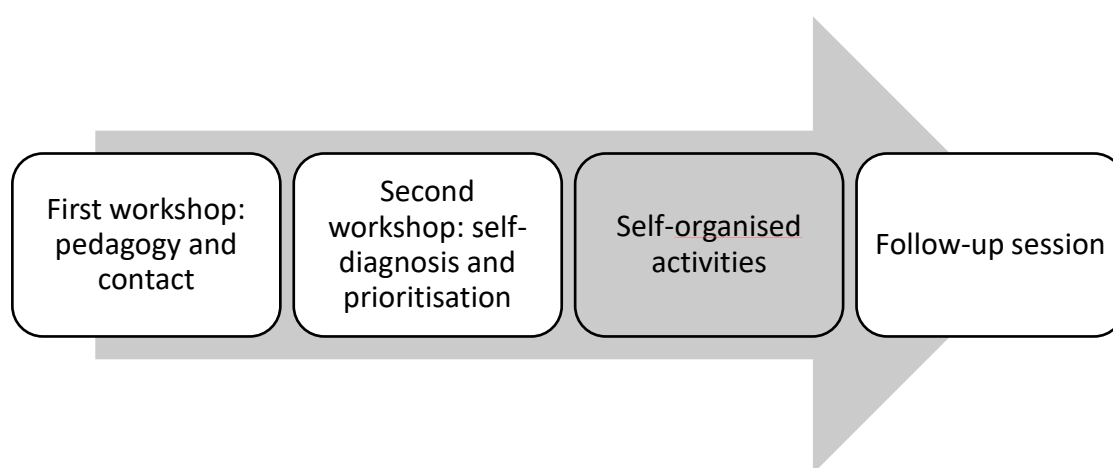 First workshop:
pedagogy and
contact
Second
workshop: self-
diagnosis and
prioritisation
Self-organised
activities
Follow-up session